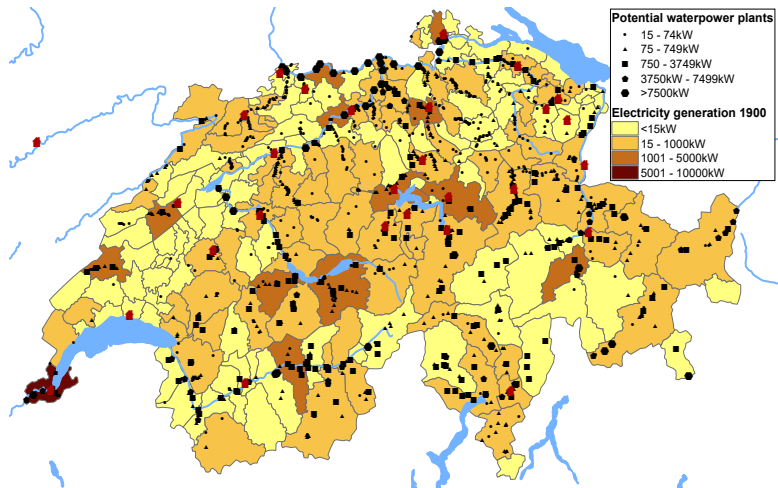 Potential waterpower plants
15 - 74kW
75 - 749kW
750 - 3749kW
3750kW - 7499kW
>7500kW
Electricity generation 1900
<15kW
15 - 1000kW
1001 - 5000kW
5001 - 10000kW